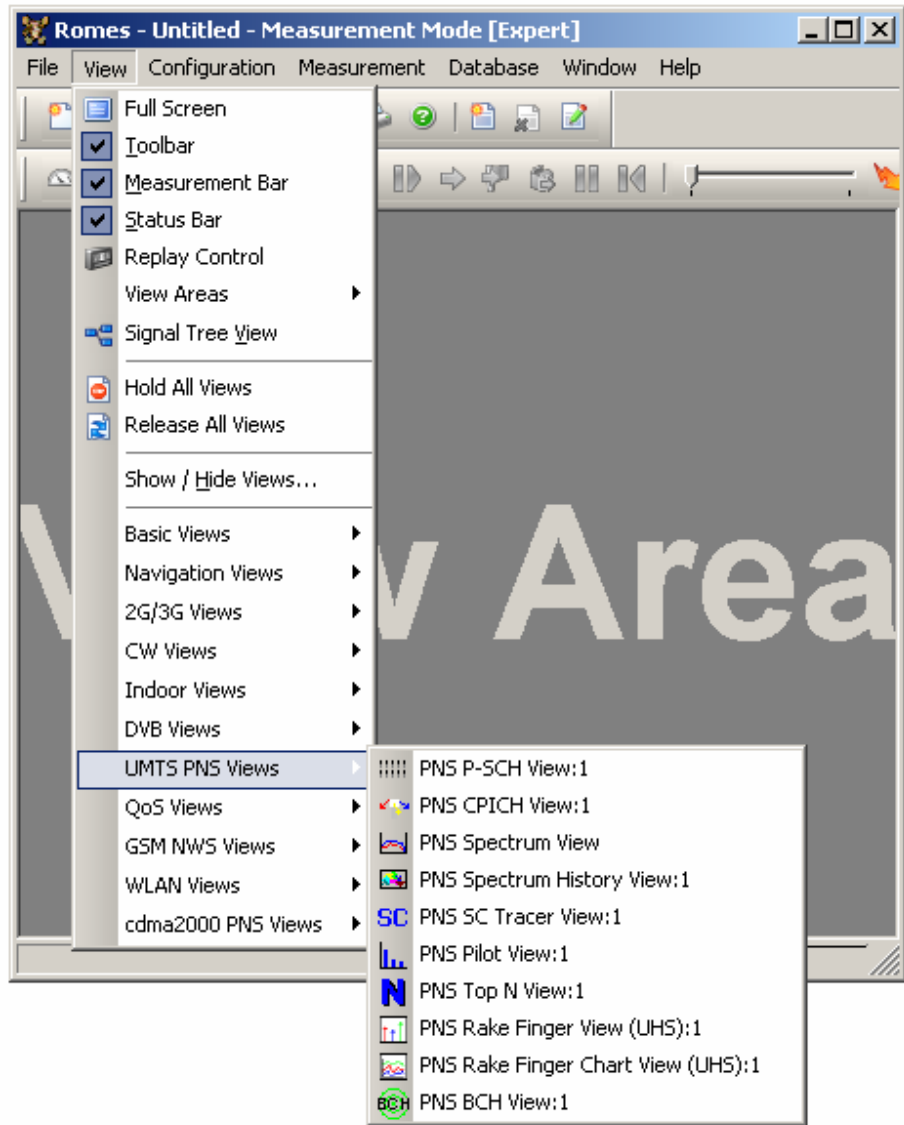 Romes - Untitled - Measurement Mode [Expert]
File View Configuration Measurement Database Window Help
Full Screen
Toolbar
Measurement Bar
Status Bar
Replay Control
View Areas
Signal Tree View
Hold All Views
Release All Views
Show / Hide Views...
Basic Views
Navigation Views
2G/3G Views
CW Views
Indoor Views
DVB Views
UMTS PNS Views
QoS Views
GSM NWS Views
WLAN Views
cdma2000 PNS Views
Area
PNS P-SCH View:1
PNS CPICH View:1
PNS Spectrum View
PNS Spectrum History View:1
SC PNS SC Tracer View:1
PNS Pilot View:1
N PNS Top N View:1
PNS Rake Finger View (UHS):1
PNS Rake Finger Chart View (UHS):1
BCH PNS BCH View:1